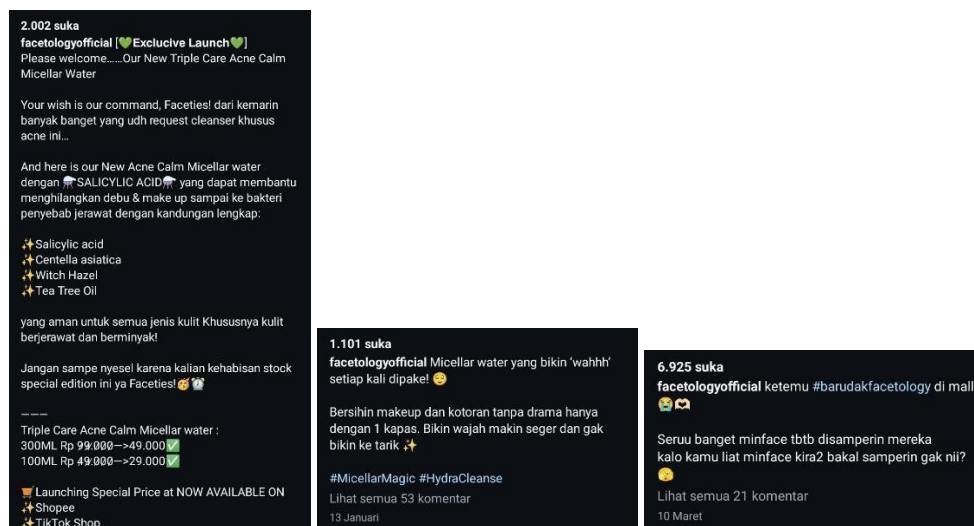 2.002 suka
facetologyofficial [💚Exclucive Launch💚]
Please welcome......Our New Triple Care Acne Calm
Micellar Water
Your wish is our command, Faceties! dari kemarin
banyak banget yang udh request cleanser khusus
acne ini...
And here is our New Acne Calm Micellar water
dengan ⚗️SALICYLIC ACID⚗️ yang dapat membantu
menghilangkan debu & make up sampai ke bakteri
penyebab jerawat dengan kandungan lengkap:
✨Salicylic acid
✨Centella asiatica
✨Witch Hazel
✨Tea Tree Oil
yang aman untuk semua jenis kulit Khususnya kulit
berjerawat dan berminyak!
Jangan sampe nyesel karena kalian kehabisan stock
special edition ini ya Faceties!🥳⏰
———
Triple Care Acne Calm Micellar water :
300ML Rp 99.000—>49.000✅
100ML Rp 49.000—>29.000✅
🛒Launching Special Price at NOW AVAILABLE ON
✨Shopee
✨TikTok Shop
1.101 suka
facetologyofficial Micellar water yang bikin ‘wahhh’
setiap kali dipake! 😌
Bersihin makeup dan kotoran tanpa drama hanya
dengan 1 kapas. Bikin wajah makin seger dan gak
bikin ke tarik ✨
#MicellarMagic #HydraCleanse
Lihat semua 53 komentar
13 Januari
6.925 suka
facetologyofficial ketemu #barudakfacetology di mall
😭🫶🏻
Seruu banget minface tbtb disamperin mereka
kalo kamu liat minface kira2 bakal samperin gak nii?
🫣
Lihat semua 21 komentar
10 Maret